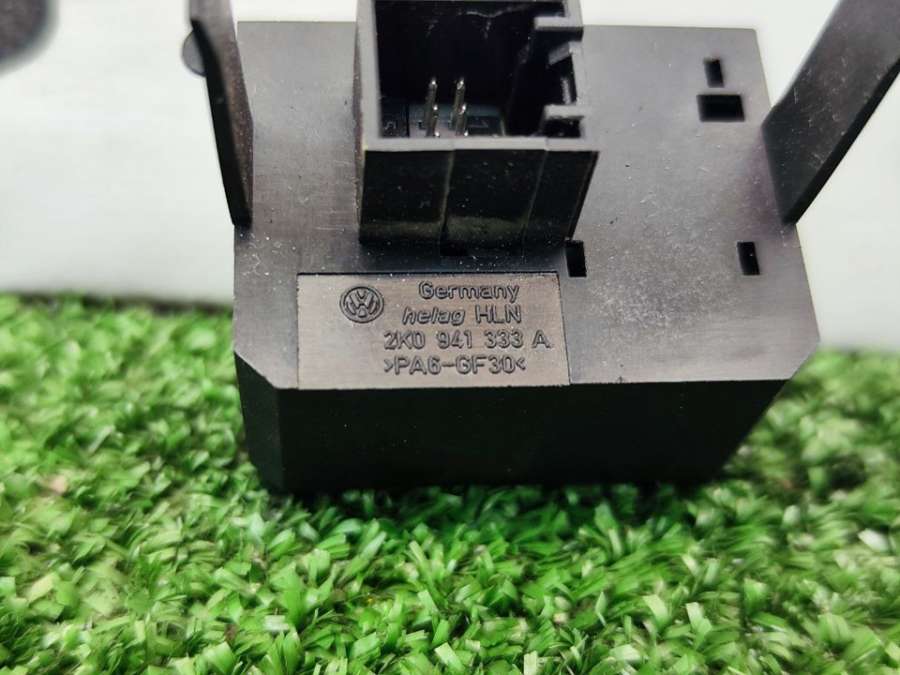 Germany
helag HLN
2K0 941 333 A
>PA6-GF30<